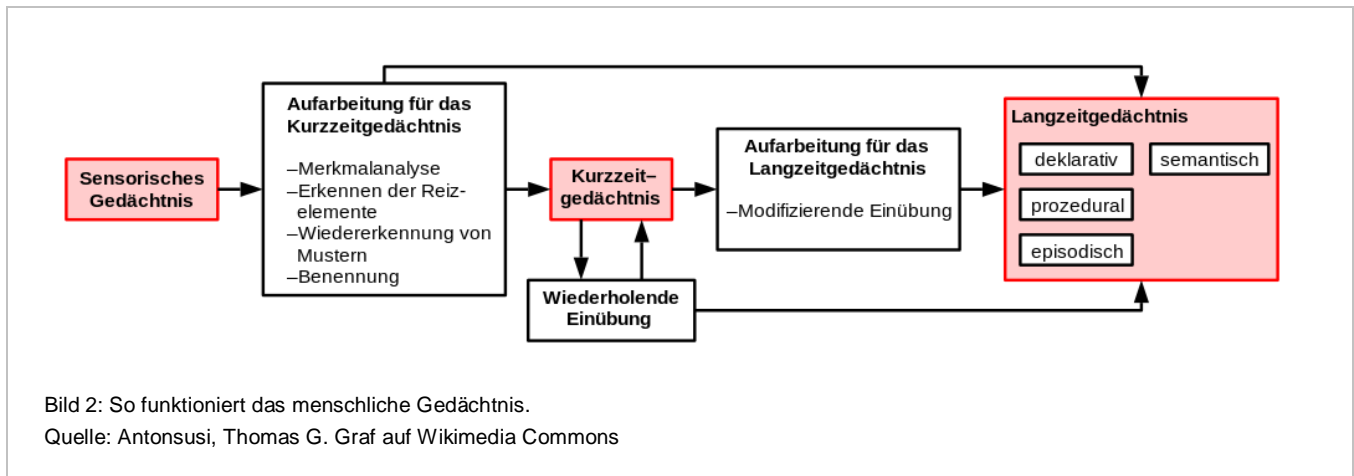 Sensorisches
Gedächtnis
Aufarbeitung für das
Kurzzeitgedächtnis
–Merkmalanalyse
–Erkennen der Reiz-
elemente
–Wiedererkennung von
Mustern
–Benennung
Kurzzeit–
gedächtnis
Wiederholende
Einübung
Aufarbeitung für das
Langzeitgedächtnis
–Modifizierende Einübung
Langzeitgedächtnis
deklarativ
semantisch
prozedural
episodisch
Bild 2: So funktioniert das menschliche Gedächtnis.
Quelle: Antonsusi, Thomas G. Graf auf Wikimedia Commons